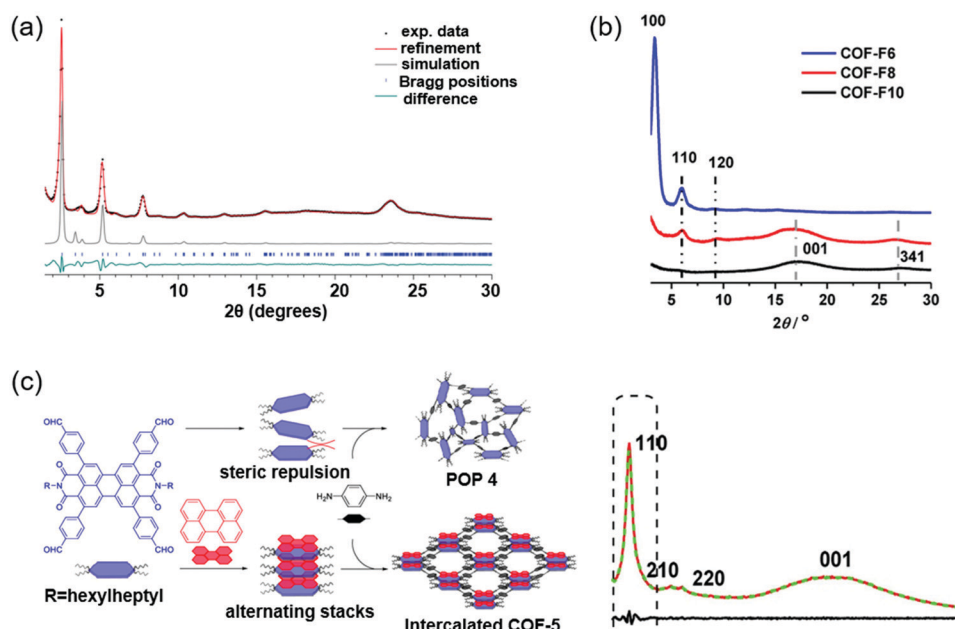 (a)
exp. data
refinement
simulation
Bragg positions
difference
5
10
15
20
25
30
2θ (degrees)
(b)
100
COF-F6
COF-F8
COF-F10
110
120
001
341
5
10
15
20
25
30
2θ/°
(c)
CHO
CHO
O
N
O
R
O
N
O
R
CHO
CHO
R=hexylheptyl
steric repulsion
H₂N
NH₂
POP 4
alternating stacks
Intercalated COF-5
110
210
220
001